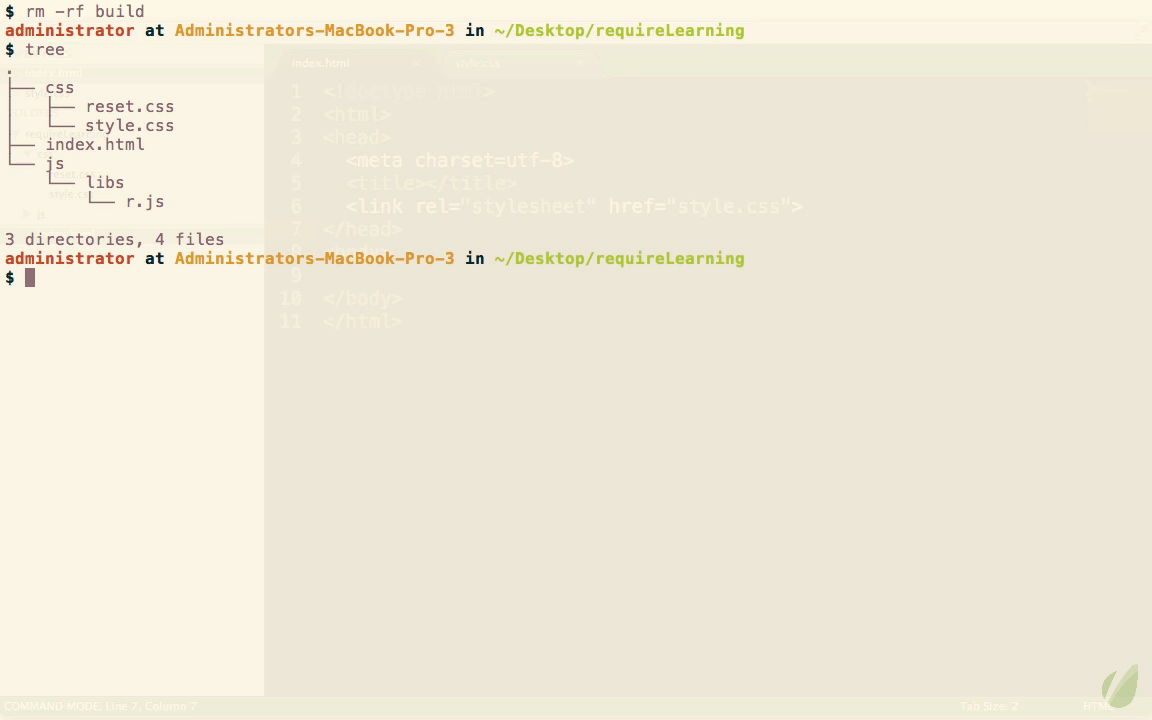 $ rm -rf build
administrator at Administrators-MacBook-Pro-3 in ~/Desktop/requireLearning
$ tree
.
├── css
│   ├── reset.css
│   └── style.css
├── index.html
└── js
    └── libs
        └── r.js
3 directories, 4 files
administrator at Administrators-MacBook-Pro-3 in ~/Desktop/requireLearning
$
index.html
style.css
1 <!doctype html>
2 <html>
3 <head>
4 <meta charset=utf-8>
5 <title></title>
6 <link rel="stylesheet" href="style.css">
7 </head>
8 <body>
9
10 </body>
11 </html>
COMMAND MODE, Line 7, Column 7
Tab Size: 2
HTML